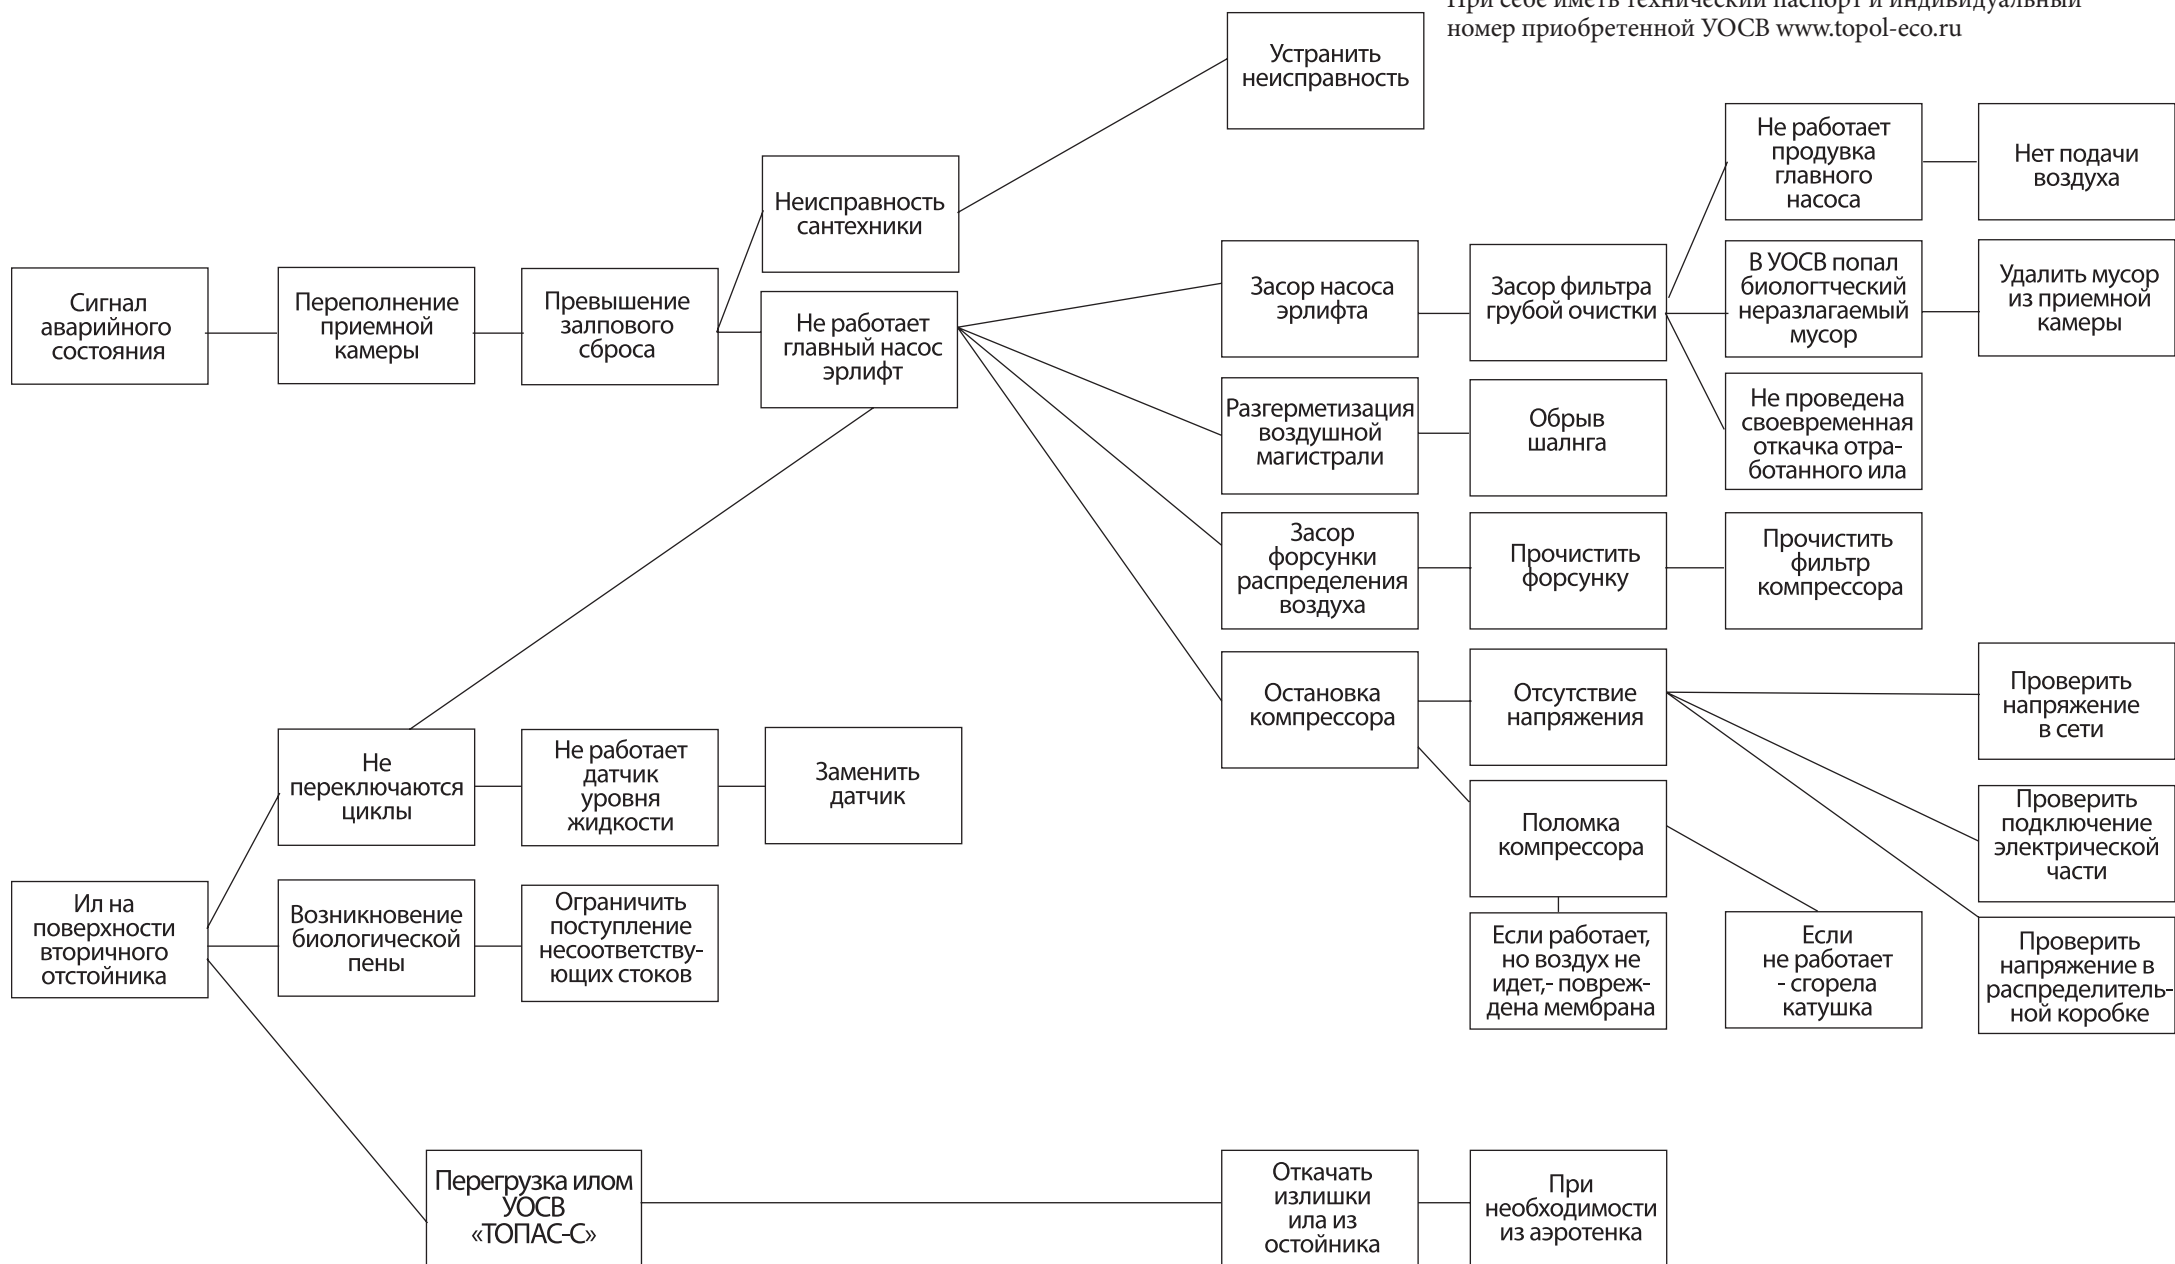 При себе иметь технический паспорт и индивидуальный
номер приобретенной УОСВ www.topol-eco.ru
Устранить
неисправность
Неисправность
сантехники
Сигнал
аварийного
состояния
Переполнение
приемной
камеры
Превышение
залпового
сброса
Не работает
главный насос
эрлифт
Засор насоса
эрлифта
Засор фильтра
грубой очистки
Не работает
продувка
главного
насоса
Нет подачи
воздуха
В УОСВ попал
биологтческий
неразлагаемый
мусор
Удалить мусор
из приемной
камеры
Не проведена
своевременная
откачка отра-
ботанного ила
Разгерметизация
воздушной
магистрали
Обрыв
шалнга
Засор
форсунки
распределения
воздуха
Прочистить
форсунку
Прочистить
фильтр
компрессора
Остановка
компрессора
Отсутствие
напряжения
Проверить
напряжение
в сети
Проверить
подключение
электрической
части
Проверить
напряжение в
распределитель-
ной коробке
Поломка
компрессора
Если работает,
но воздух не
идет,- повреж-
дена мембрана
Если
не работает
- сгорела
катушка
Не
переключаются
циклы
Не работает
датчик
уровня
жидкости
Заменить
датчик
Ил на
поверхности
вторичного
отстойника
Возникновение
биологической
пены
Ограничить
поступление
несоответству-
ющих стоков
Перегрузка илом
УОСВ
«ТОПАС-С»
Откачать
излишки
ила из
остойника
При
необходимости
из аэротенка